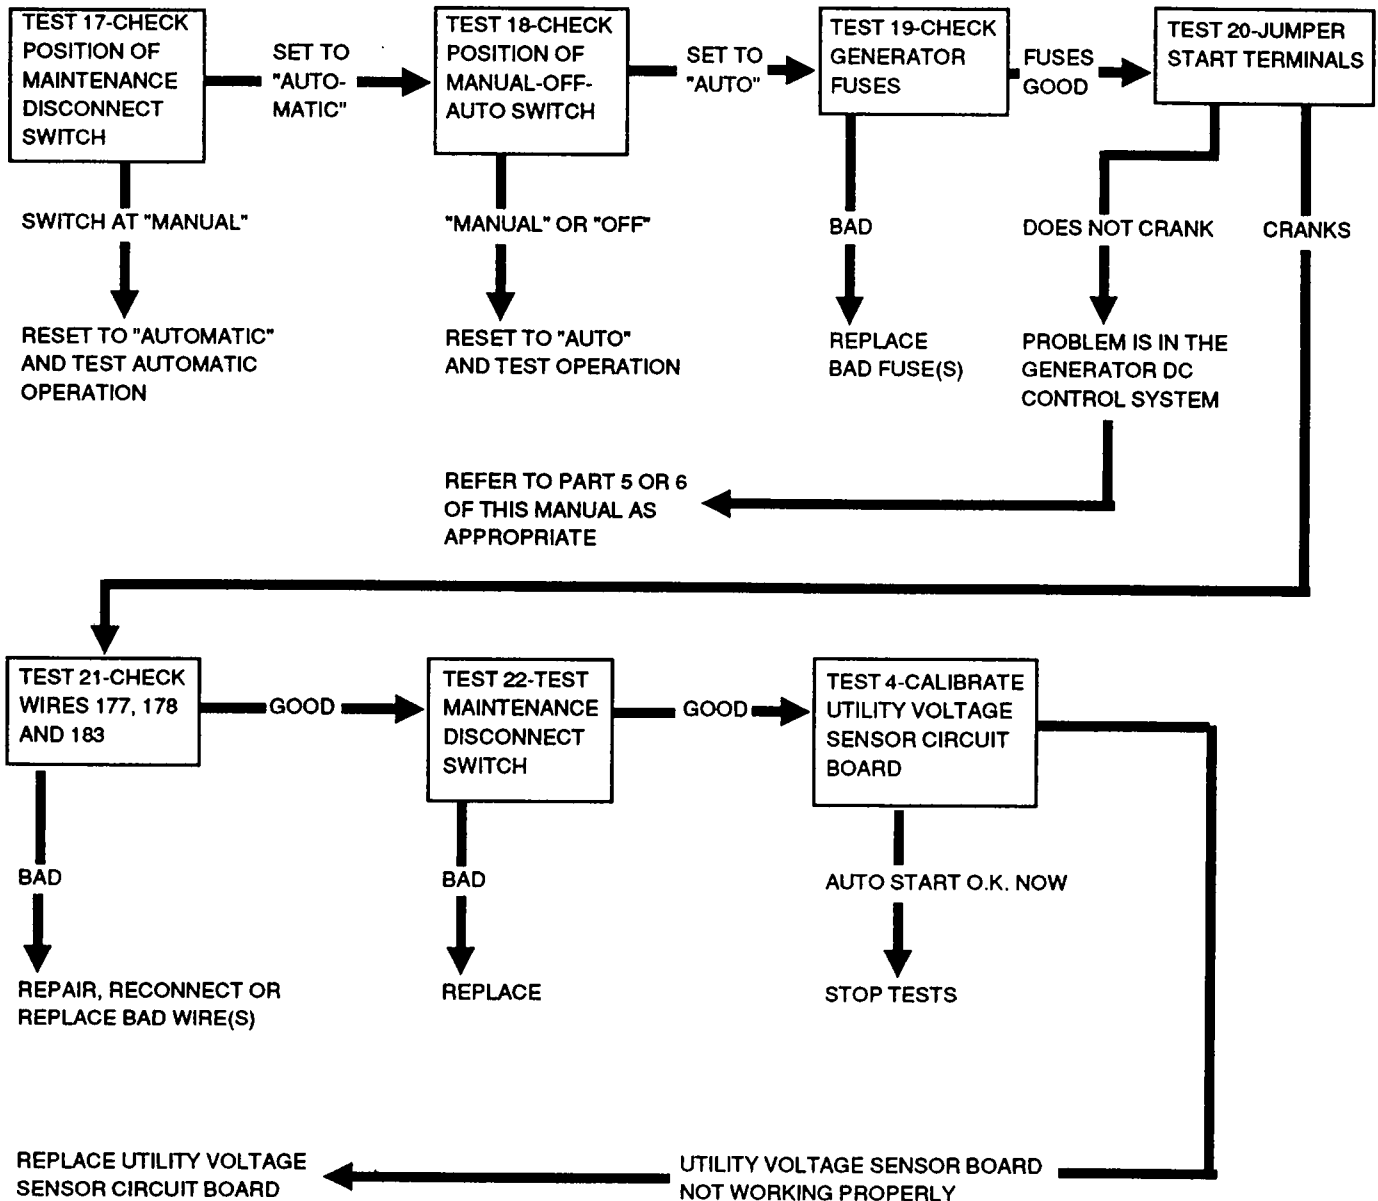 TEST 17-CHECK
POSITION OF
MAINTENANCE
DISCONNECT
SWITCH
SET TO
"AUTO-
MATIC"
TEST 18-CHECK
POSITION OF
MANUAL-OFF-
AUTO SWITCH
SET TO
"AUTO"
TEST 19-CHECK
GENERATOR
FUSES
FUSES
GOOD
TEST 20-JUMPER
START TERMINALS
SWITCH AT "MANUAL"
"MANUAL" OR "OFF"
BAD
DOES NOT CRANK
CRANKS
RESET TO "AUTOMATIC"
AND TEST AUTOMATIC
OPERATION
RESET TO "AUTO"
AND TEST OPERATION
REPLACE
BAD FUSE(S)
PROBLEM IS IN THE
GENERATOR DC
CONTROL SYSTEM
REFER TO PART 5 OR 6
OF THIS MANUAL AS
APPROPRIATE
TEST 21-CHECK
WIRES 177, 178
AND 183
GOOD
TEST 22-TEST
MAINTENANCE
DISCONNECT
SWITCH
GOOD
TEST 4-CALIBRATE
UTILITY VOLTAGE
SENSOR CIRCUIT
BOARD
BAD
BAD
AUTO START O.K. NOW
REPAIR, RECONNECT OR
REPLACE BAD WIRE(S)
REPLACE
STOP TESTS
REPLACE UTILITY VOLTAGE
SENSOR CIRCUIT BOARD
UTILITY VOLTAGE SENSOR BOARD
NOT WORKING PROPERLY